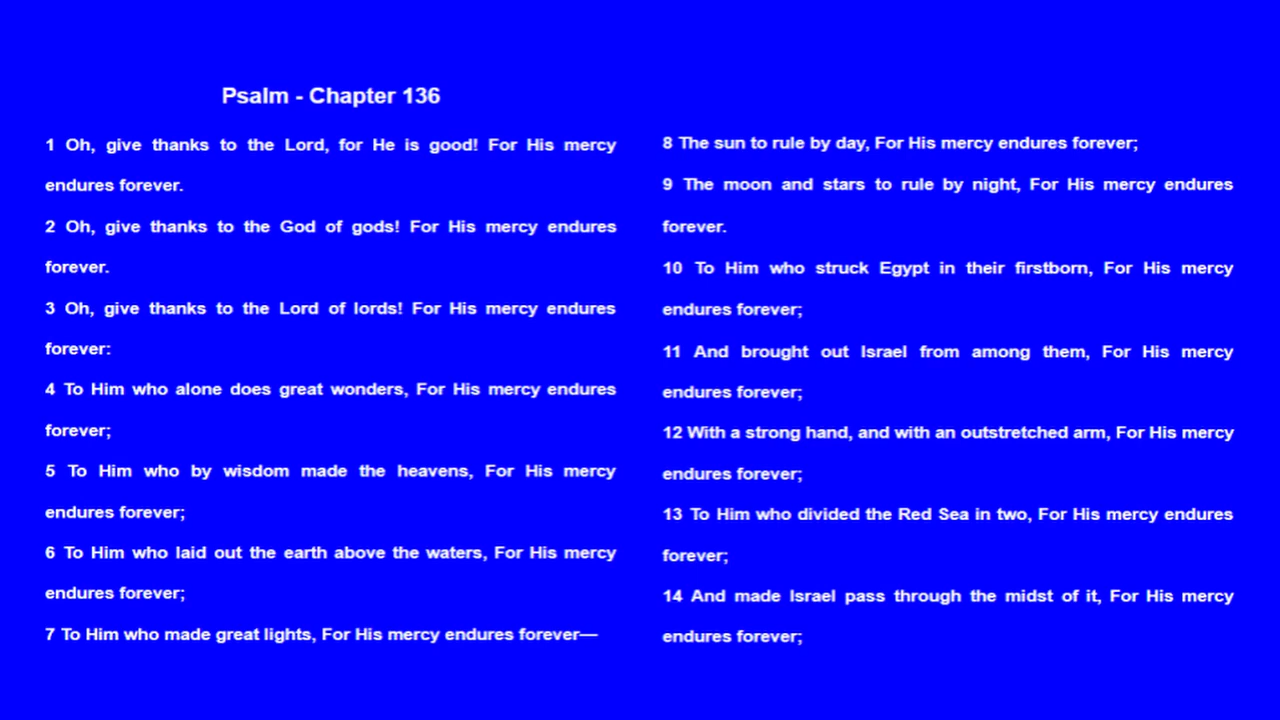 Psalm - Chapter 136
1 Oh, give thanks to the Lord, for He is good! For His mercy
endures forever.
2 Oh, give thanks to the God of gods! For His mercy endures
forever.
3 Oh, give thanks to the Lord of lords! For His mercy endures
forever:
4 To Him who alone does great wonders, For His mercy endures
forever;
5 To Him who by wisdom made the heavens, For His mercy
endures forever;
6 To Him who laid out the earth above the waters, For His mercy
endures forever;
7 To Him who made great lights, For His mercy endures forever—
8 The sun to rule by day, For His mercy endures forever;
9 The moon and stars to rule by night, For His mercy endures
forever.
10 To Him who struck Egypt in their firstborn, For His mercy
endures forever;
11 And brought out Israel from among them, For His mercy
endures forever;
12 With a strong hand, and with an outstretched arm, For His mercy
endures forever;
13 To Him who divided the Red Sea in two, For His mercy endures
forever;
14 And made Israel pass through the midst of it, For His mercy
endures forever;